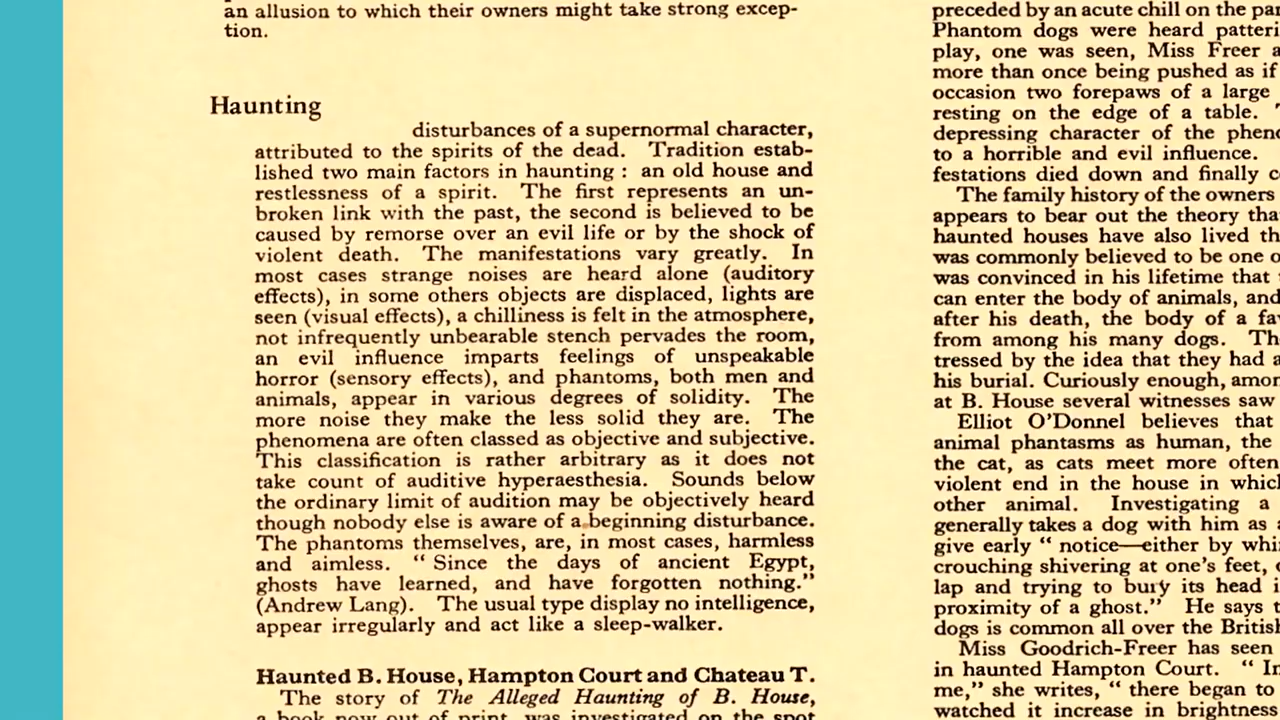 an allusion to which their owners might take strong excep-
tion.
Haunting
disturbances of a supernormal character,
attributed to the spirits of the dead. Tradition estab-
lished two main factors in haunting : an old house and
restlessness of a spirit. The first represents an un-
broken link with the past, the second is believed to be
caused by remorse over an evil life or by the shock of
violent death. The manifestations vary greatly. In
most cases strange noises are heard alone (auditory
effects), in some others objects are displaced, lights are
seen (visual effects), a chilliness is felt in the atmosphere,
not infrequently unbearable stench pervades the room,
an evil influence imparts feelings of unspeakable
horror (sensory effects), and phantoms, both men and
animals, appear in various degrees of solidity. The
more noise they make the less solid they are. The
phenomena are often classed as objective and subjective.
This classification is rather arbitrary as it does not
take count of auditive hyperaesthesia. Sounds below
the ordinary limit of audition may be objectively heard
though nobody else is aware of a beginning disturbance.
The phantoms themselves, are, in most cases, harmless
and aimless. “ Since the days of ancient Egypt,
ghosts have learned, and have forgotten nothing.”
(Andrew Lang). The usual type display no intelligence,
appear irregularly and act like a sleep-walker.
Haunted B. House, Hampton Court and Chateau T.
The story of The Alleged Haunting of B. House,
a book now out of print, was investigated on the spot
preceded by an acute chill on the
Phantom dogs were heard
play, one was seen, Miss Freer
more than once being pushed as if
occasion two forepaws of a large
resting on the edge of a table.
depressing character of the
to a horrible and evil influence.
festations died down and finally
The family history of the owners
appears to bear out the theory
haunted houses have also lived
was commonly believed to be one
was convinced in his lifetime that
can enter the body of animals, and
after his death, the body of a
from among his many dogs.
tressed by the idea that they had
his burial. Curiously enough,
at B. House several witnesses saw
Elliot O’Donnel believes that
animal phantasms as human, the
the cat, as cats meet more often
violent end in the house in
other animal. Investigating a
generally takes a dog with him as
give early “ notice—either by
crouching shivering at one’s feet,
lap and trying to bury its head
proximity of a ghost.” He says
dogs is common all over the
Miss Goodrich-Freer has seen
in haunted Hampton Court. “
me,” she writes, “ there began to
watched it increase in brightness